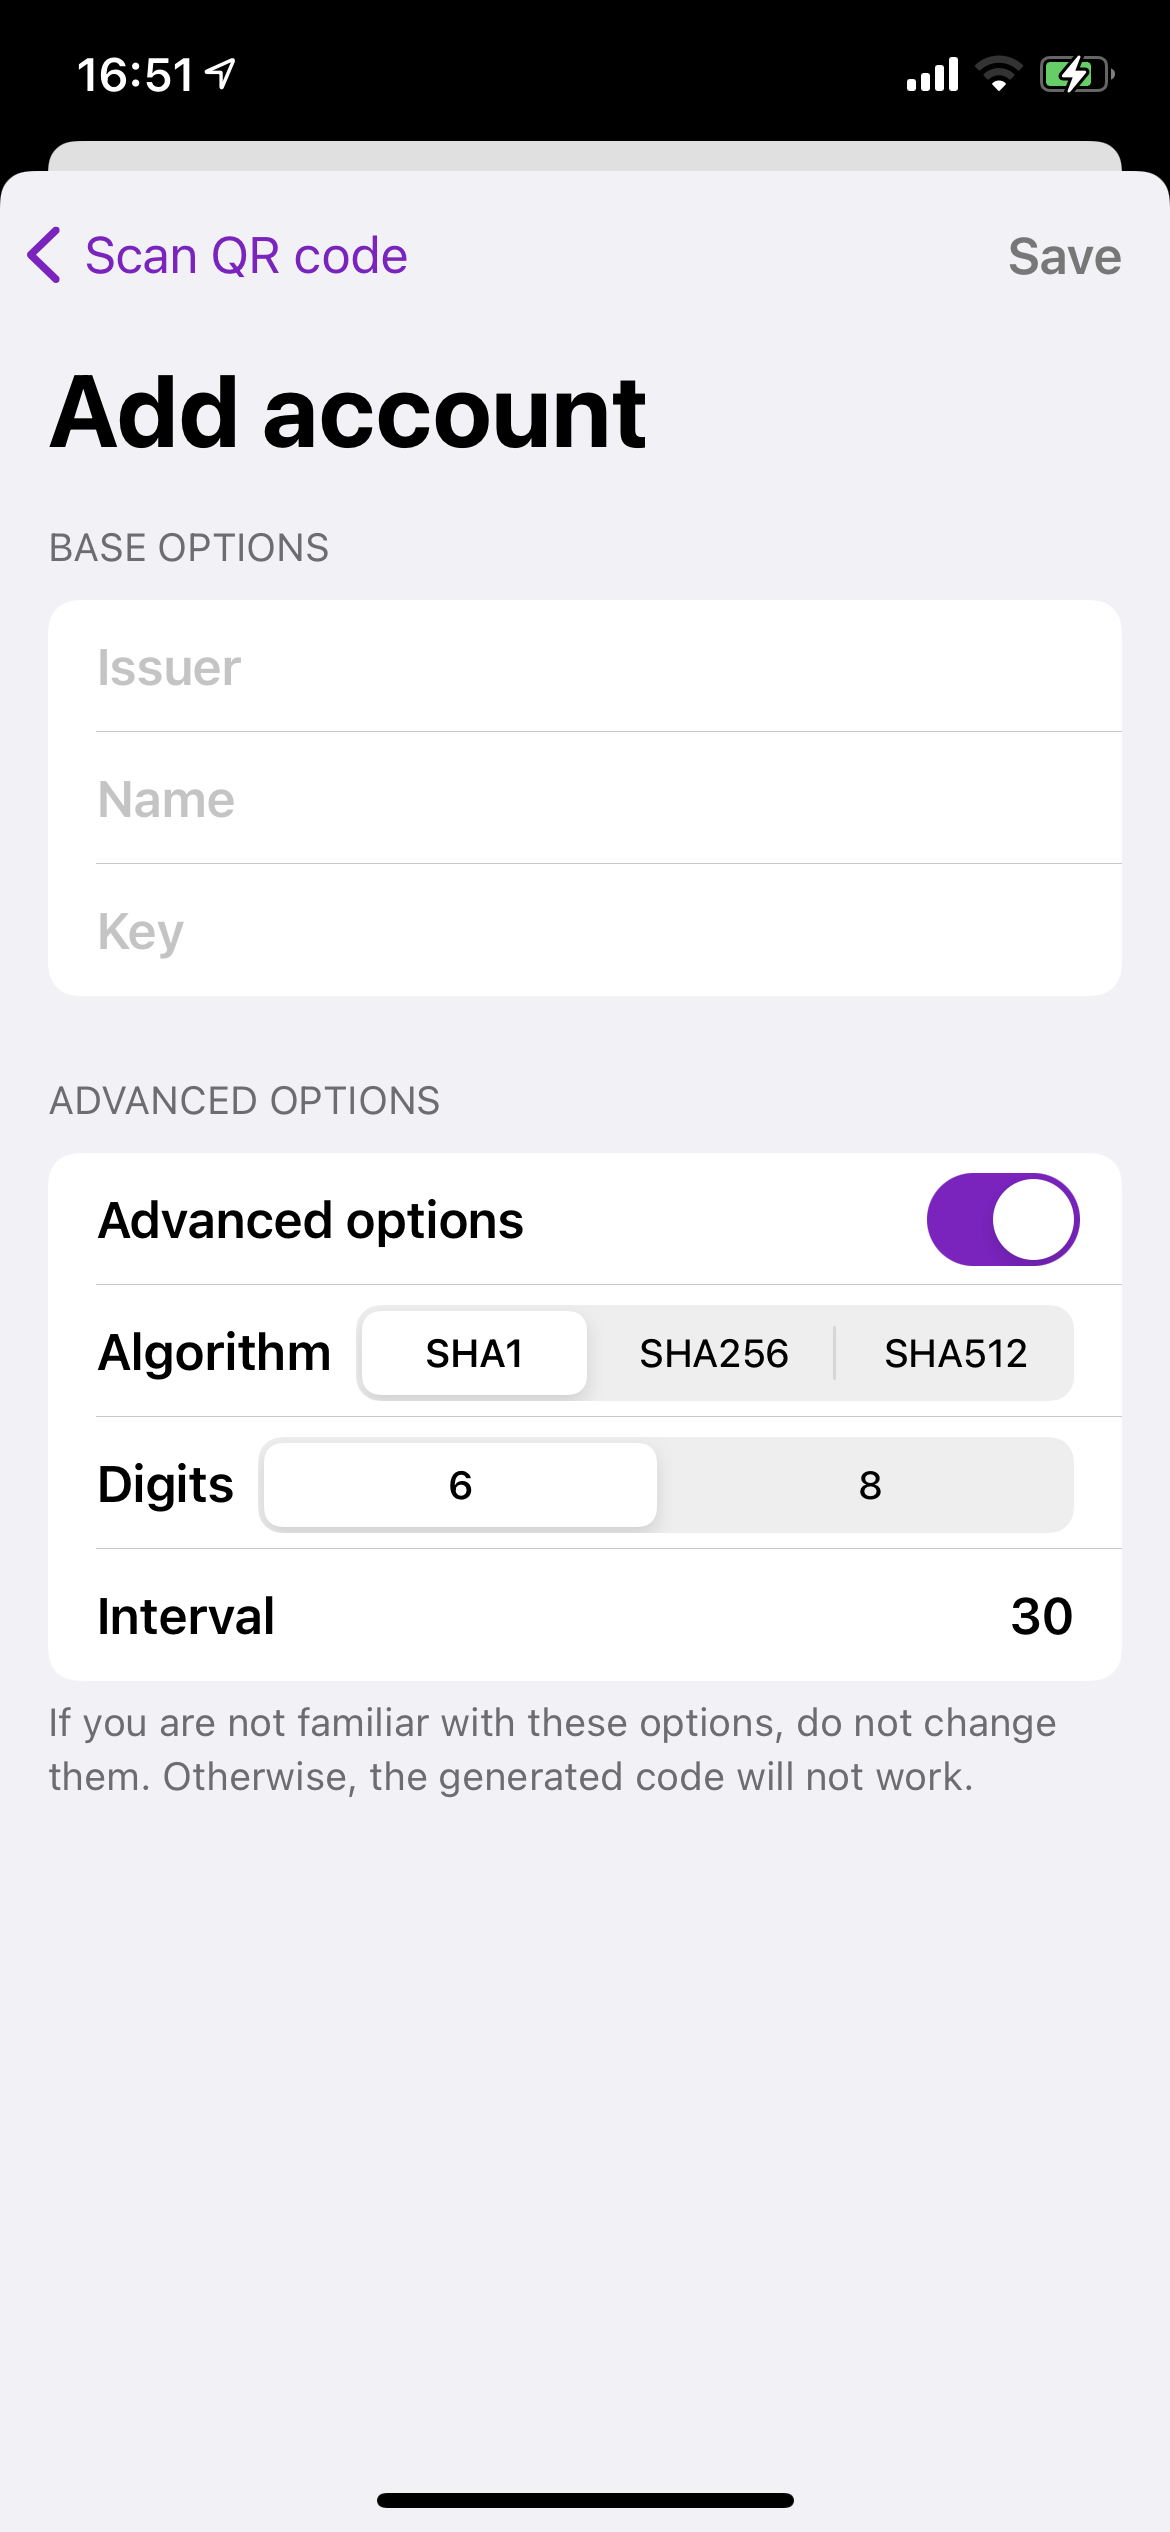 16:51
Scan QR code
Save
Add account
BASE OPTIONS
Issuer
Name
Key
ADVANCED OPTIONS
Advanced options
Algorithm SHA1 SHA256 SHA512
Digits 6 8
Interval 30
If you are not familiar with these options, do not change
them. Otherwise, the generated code will not work.